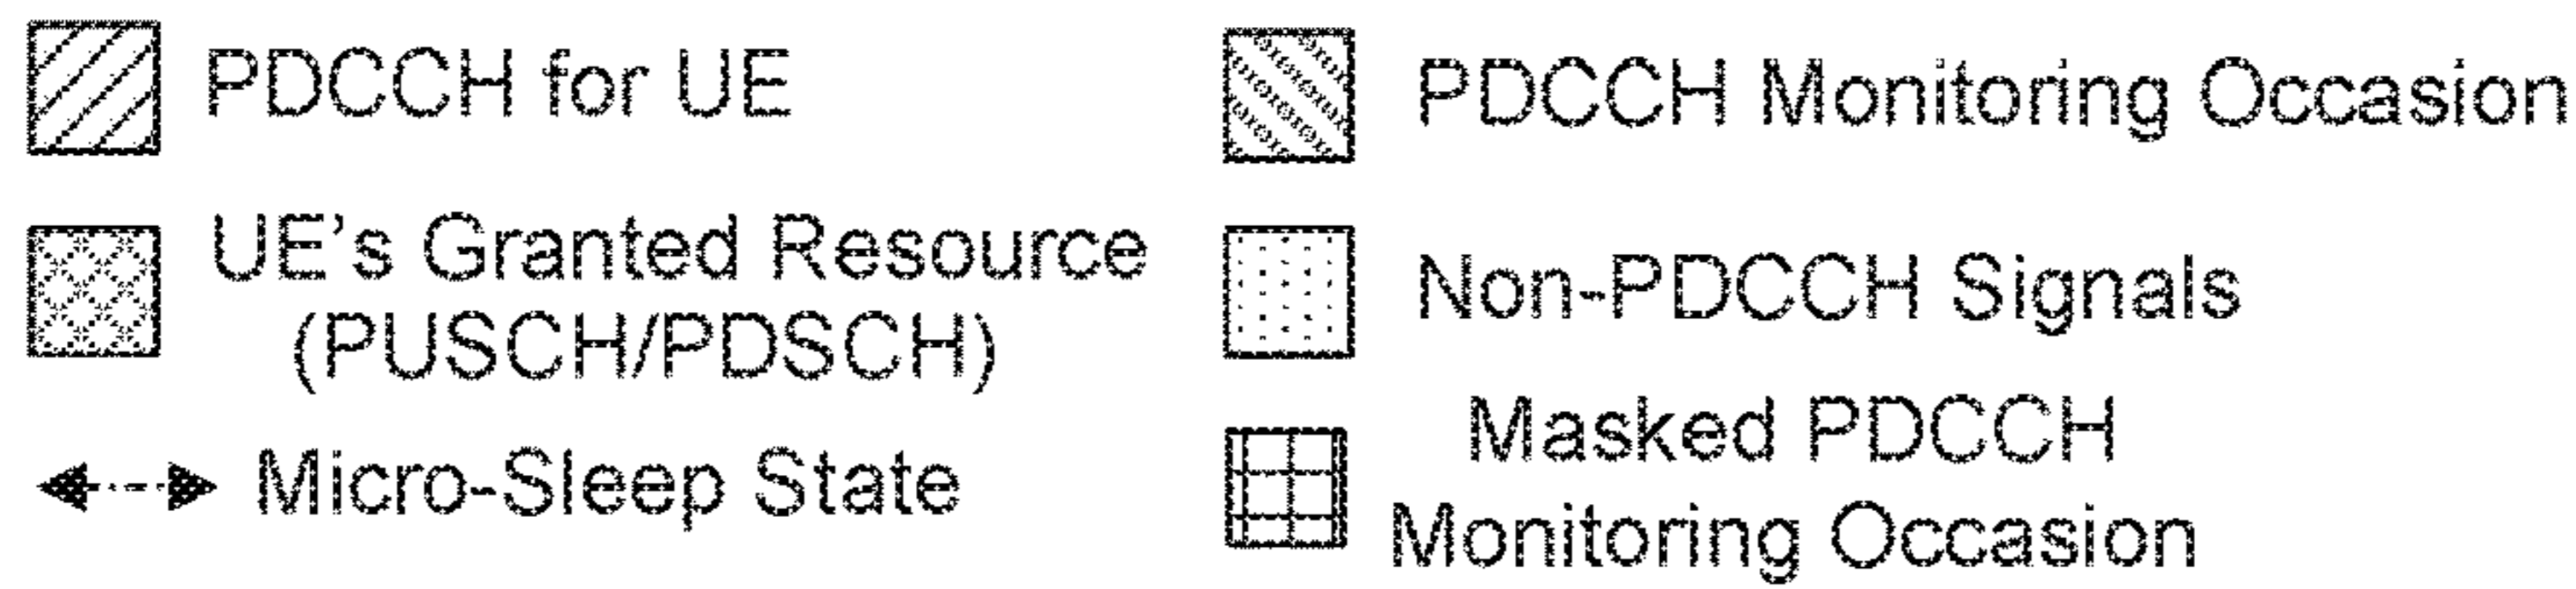 PDCCH for UE
UE's Granted Resource
(PUSCH/PDSCH)
Micro-Sleep State
PDCCH Monitoring Occasion
Non-PDCCH Signals
Masked PDCCH
Monitoring Occasion